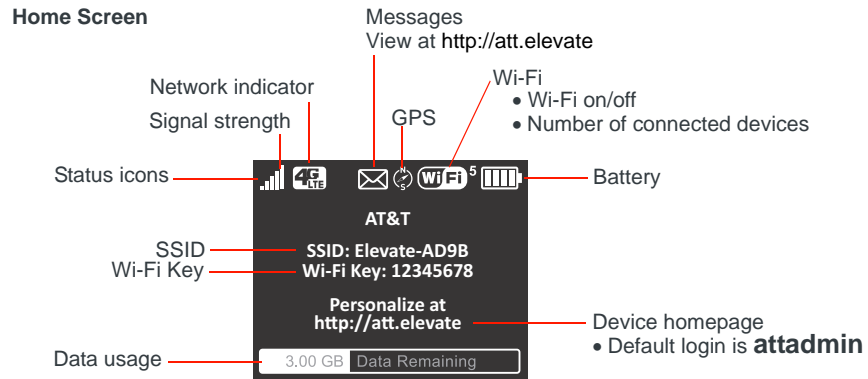 Home Screen
Messages
View at http://att.elevate
Network indicator
Wi-Fi
• Wi-Fi on/off
• Number of connected devices
Signal strength
GPS
Status icons
4G LTE
N
S
WiFi 5
Battery
AT&T
SSID
SSID: Elevate-AD9B
Wi-Fi Key
Wi-Fi Key: 12345678
Personalize at
http://att.elevate
Device homepage
• Default login is attadmin
Data usage
3.00 GB Data Remaining